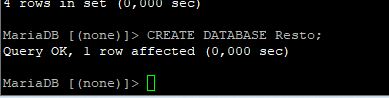 4 rows in set (0,000 sec)
MariaDB [(none)]> CREATE DATABASE Resto;
Query OK, 1 row affected (0,000 sec)
MariaDB [(none)]>